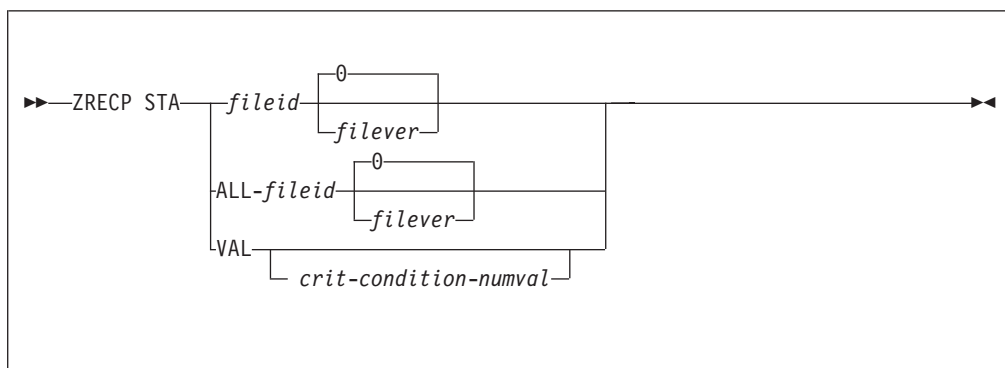 0
ZRECP STA fileid
filever
0
ALL-fileid
filever
VAL
crit-condition-numval